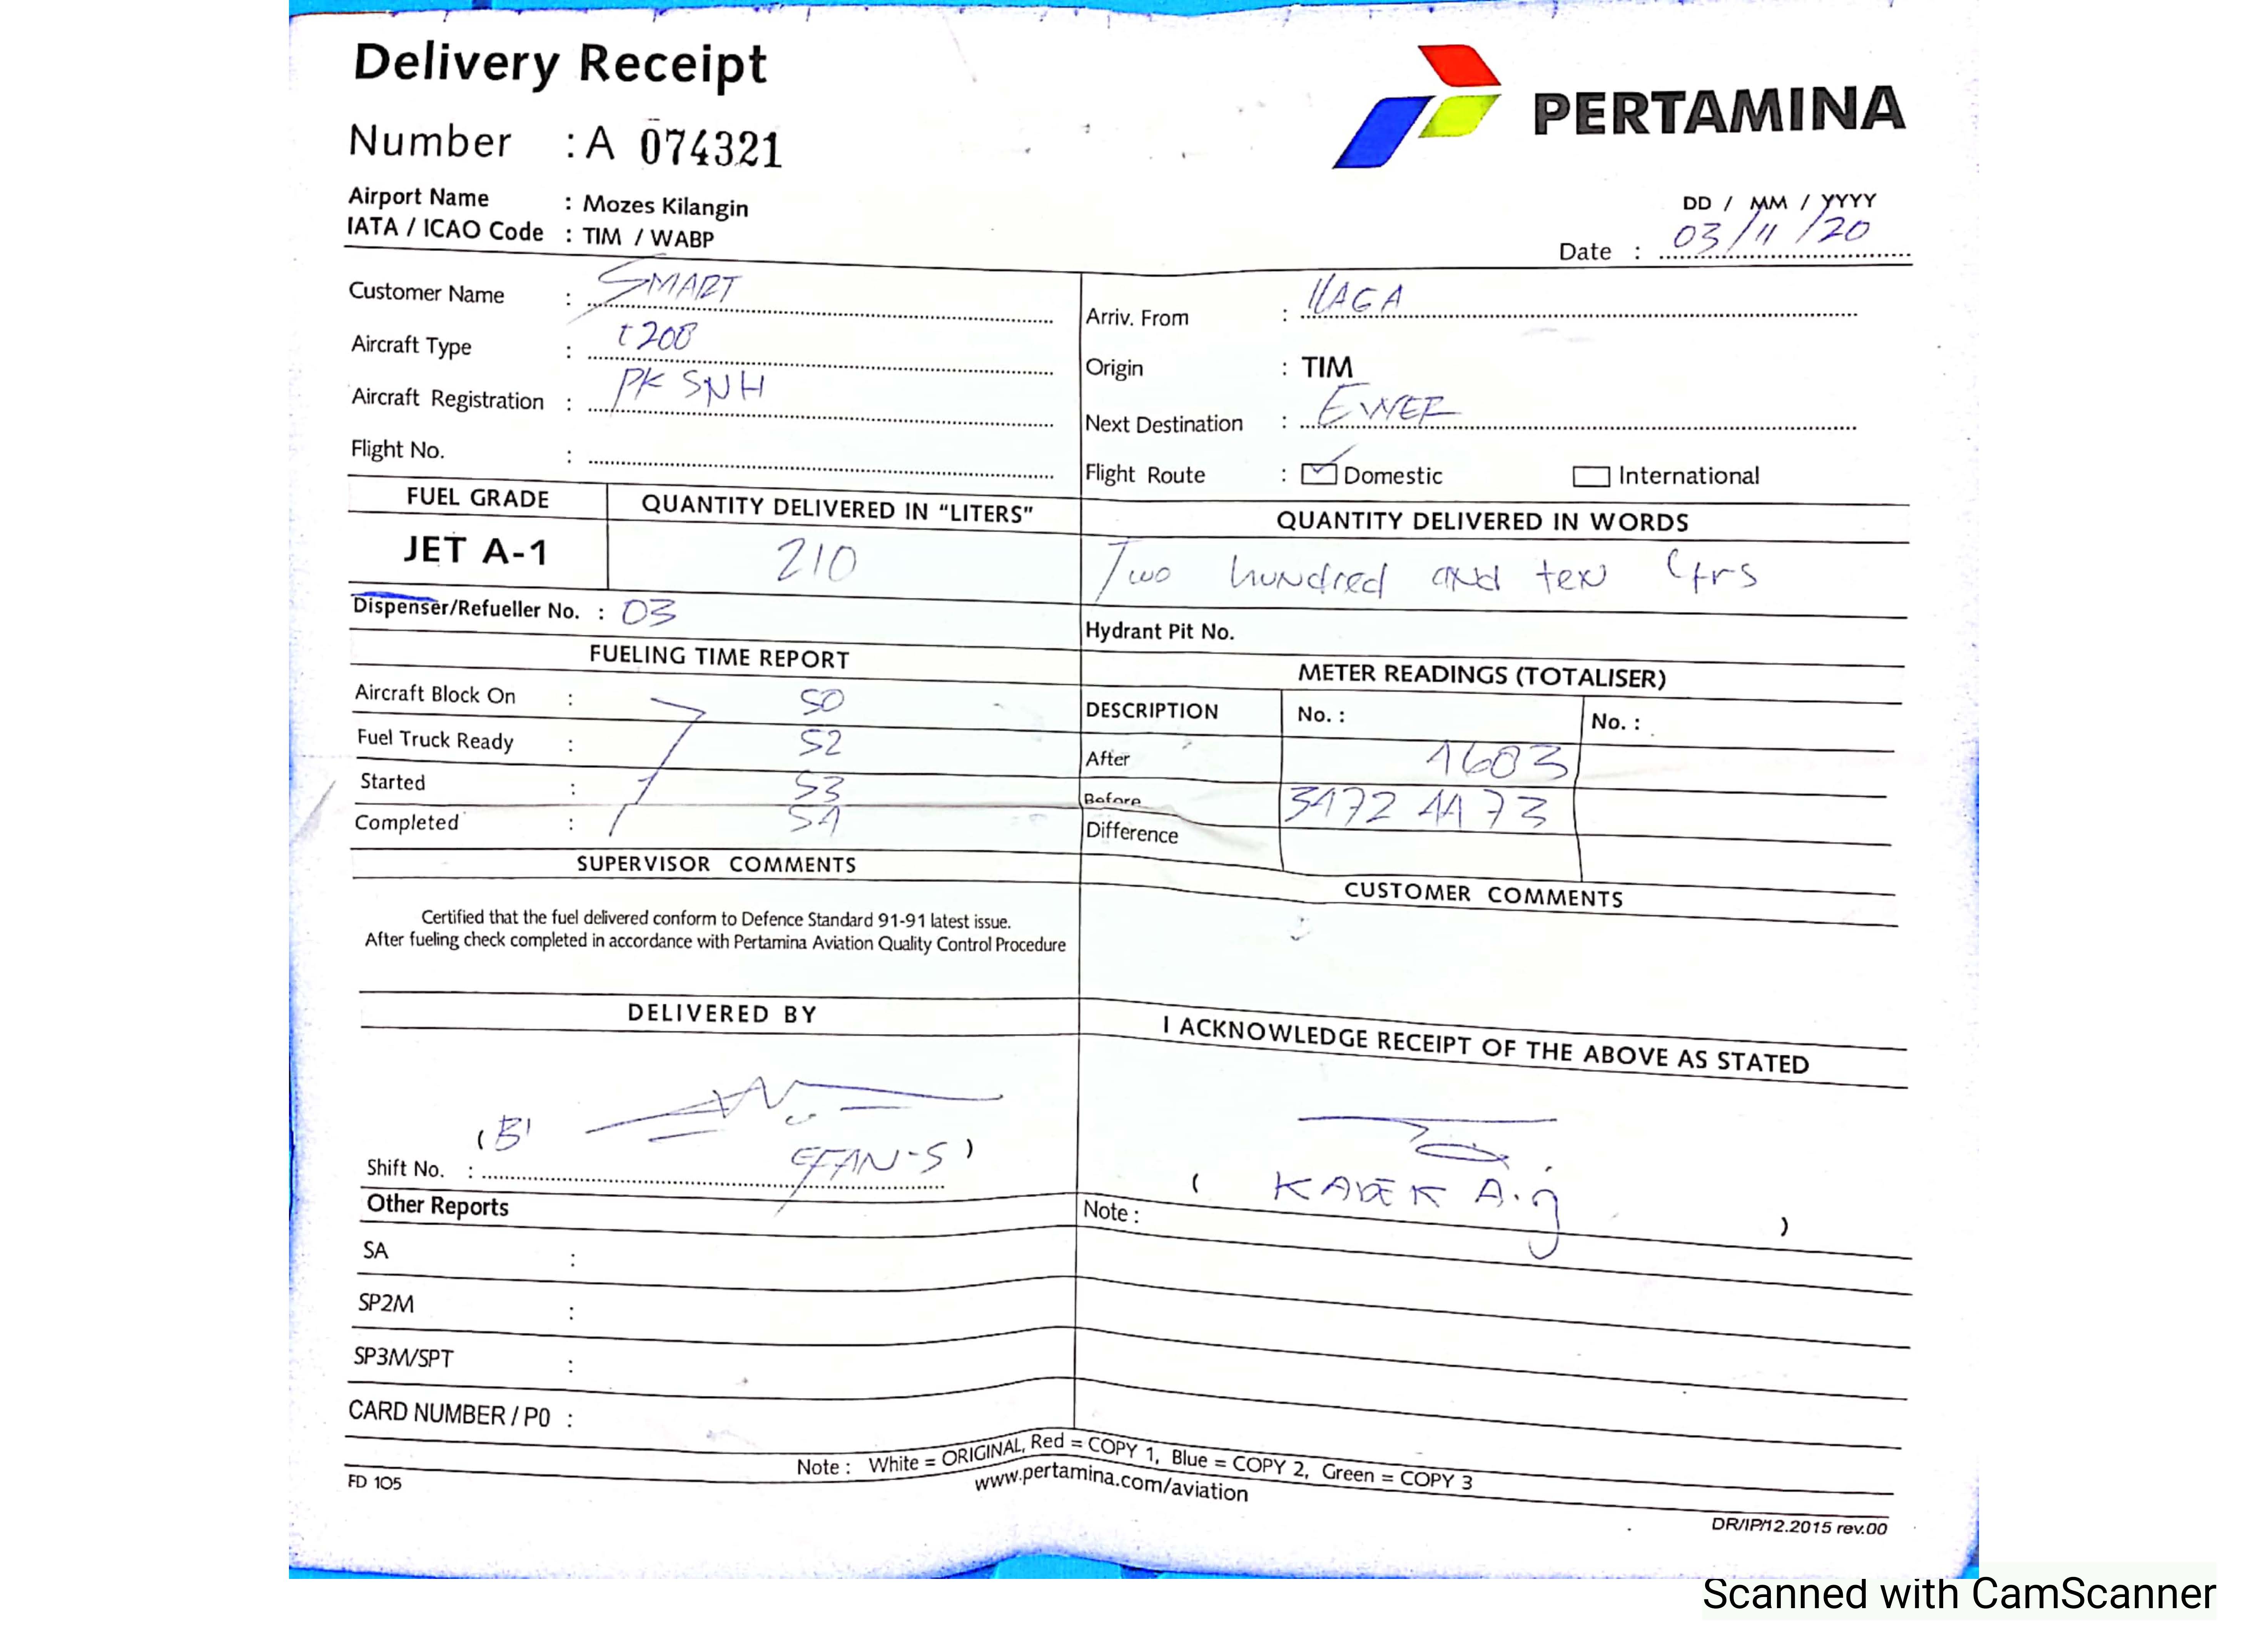 Delivery Receipt
PERTAMINA
Number : A 074321
Airport Name : Mozes Kilangin
IATA / ICAO Code : TIM / WABP
DD / MM / YYYY
Date : 03/11/20
Customer Name : SMART
Arriv. From : ILAGA
Aircraft Type : C208
Origin : TIM
Aircraft Registration : PK SNH
Next Destination : EWER
Flight No. :
Flight Route : Domestic International
FUEL GRADE QUANTITY DELIVERED IN "LITERS" QUANTITY DELIVERED IN WORDS
JET A-1 210 Two hundred and ten Ltrs
Dispenser/Refueller No. : 03
Hydrant Pit No.
FUELING TIME REPORT
METER READINGS (TOTALISER)
Aircraft Block On : 50
DESCRIPTION No. : No. :
Fuel Truck Ready : 52
After 1683
Started : 53
Before 3172 1173
Completed : 54
Difference
SUPERVISOR COMMENTS
CUSTOMER COMMENTS
Certified that the fuel delivered conform to Defence Standard 91-91 latest issue.
After fueling check completed in accordance with Pertamina Aviation Quality Control Procedure
DELIVERED BY
I ACKNOWLEDGE RECEIPT OF THE ABOVE AS STATED
Shift No. : ( EFAN-S )
( KADEK A.g )
Other Reports
Note :
SA :
SP2M :
SP3M/SPT :
CARD NUMBER / PO :
Note : White = ORIGINAL, Red = COPY 1, Blue = COPY 2, Green = COPY 3
www.pertamina.com/aviation
FD 105
DR/IP/12.2015 rev.00
Scanned with CamScanner